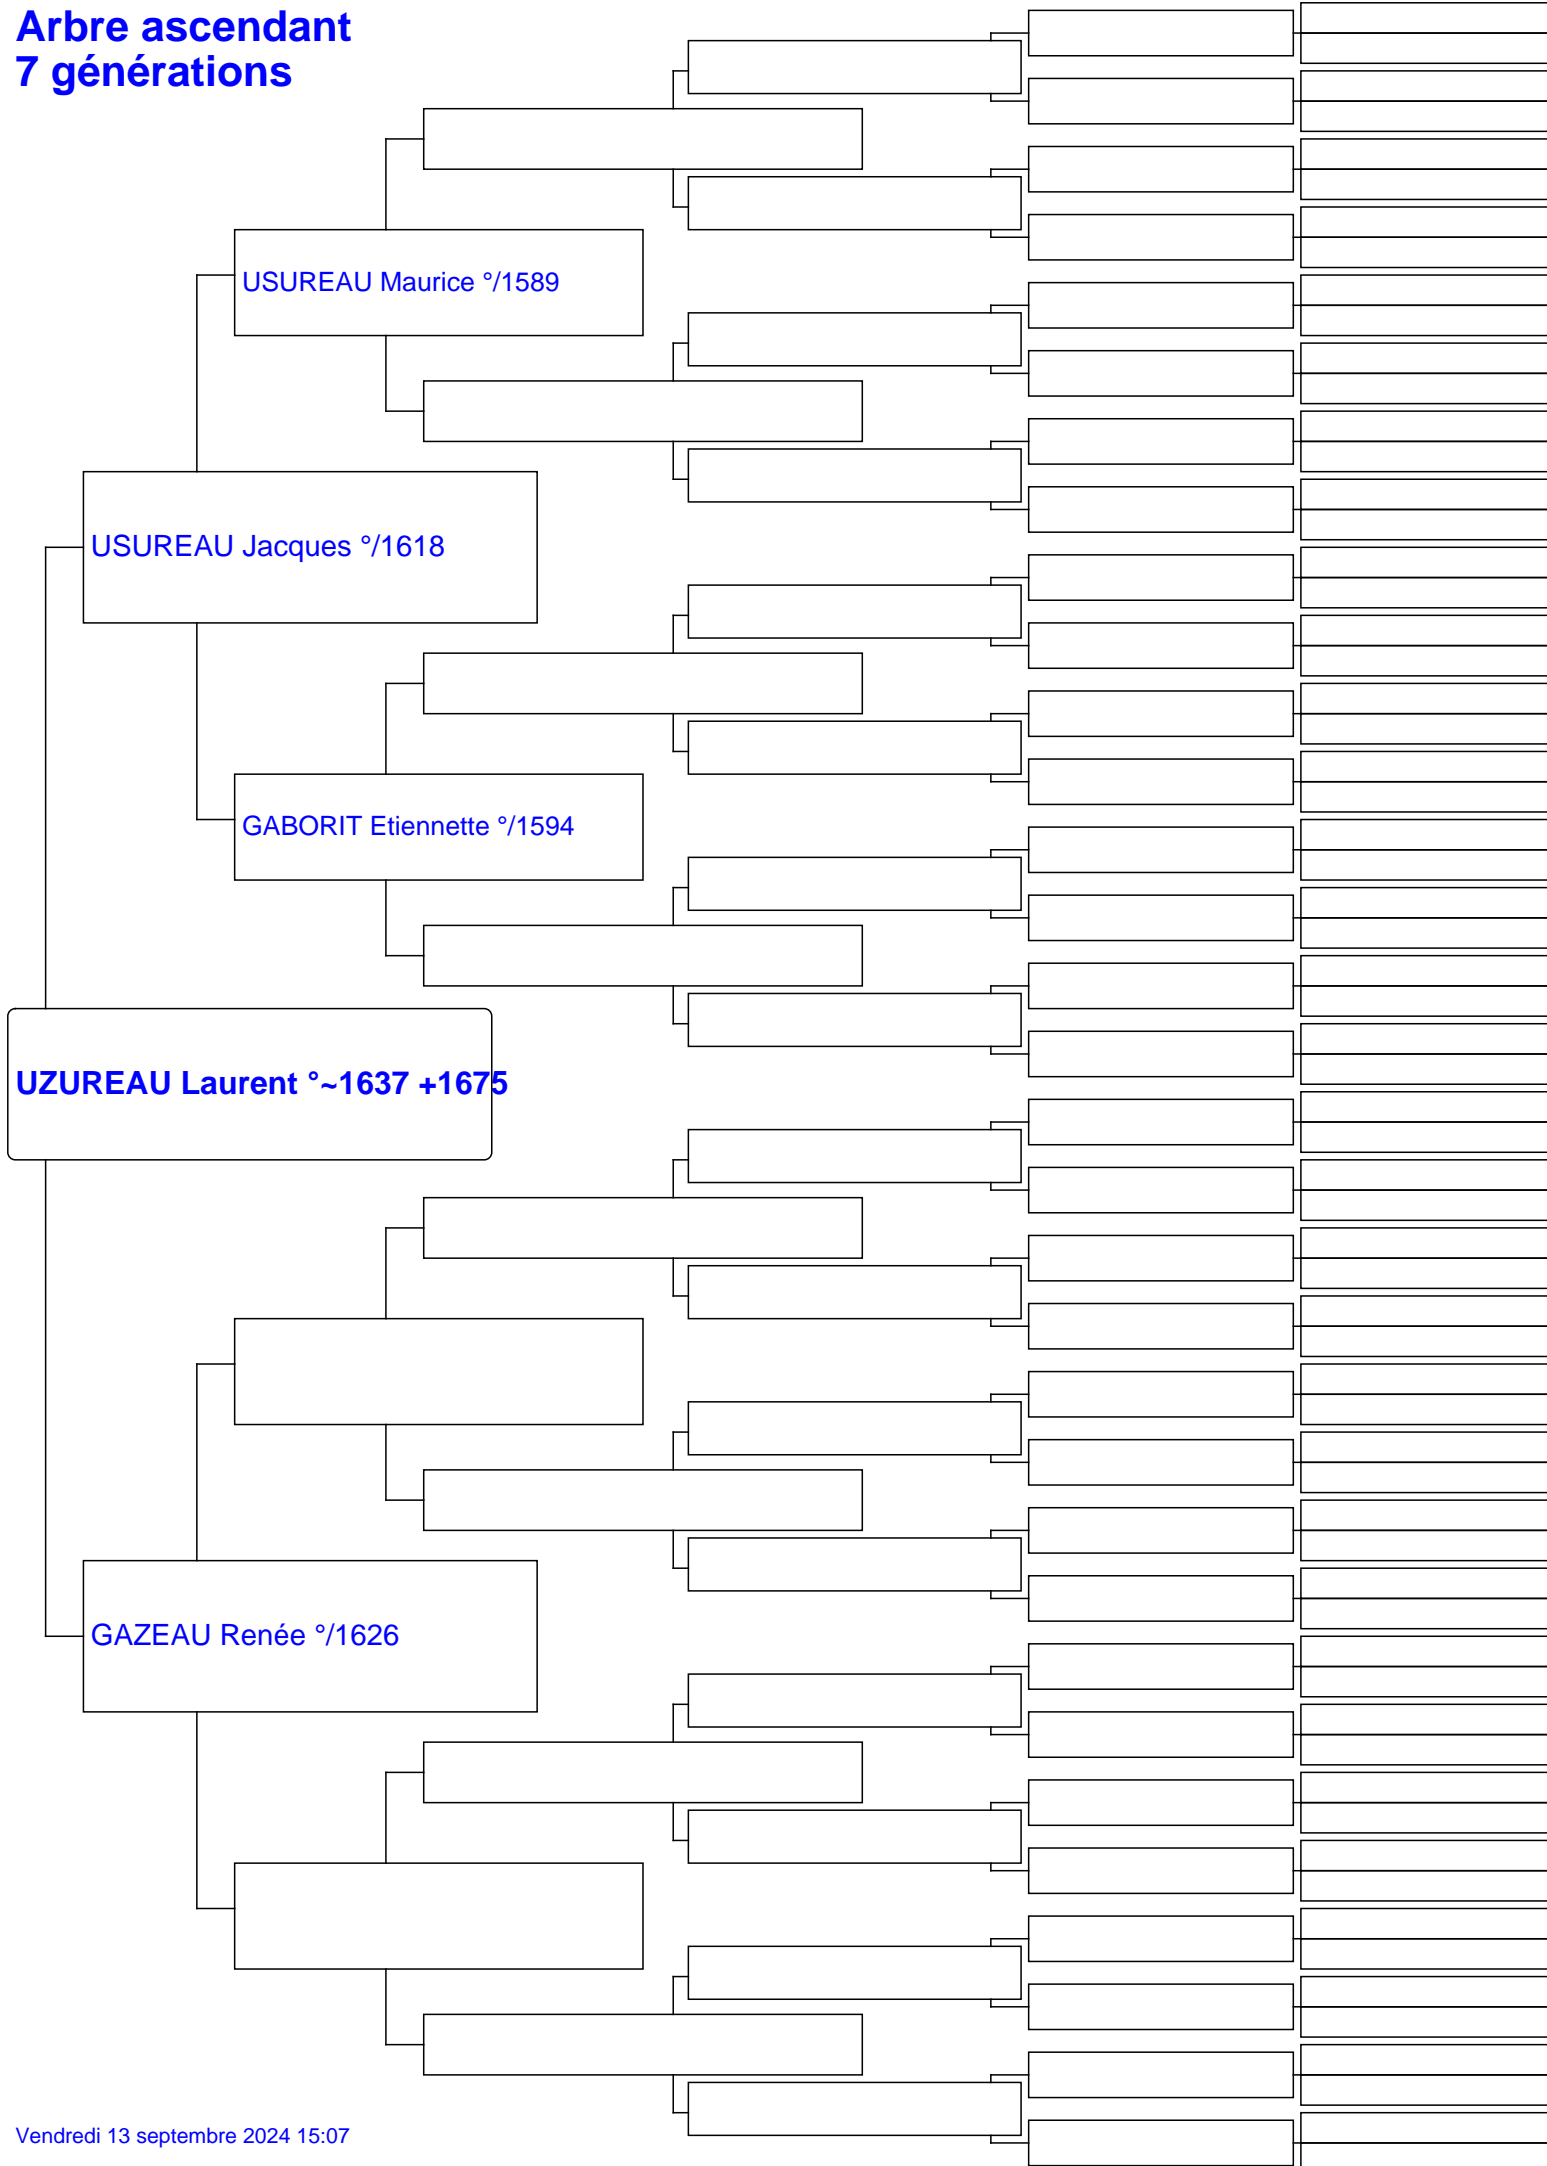 Arbre ascendant
7 générations
USUREAU Maurice °/1589
USUREAU Jacques °/1618
GABORIT Etiennette °/1594
UZUREAU Laurent °~1637 +1675
GAZEAU Renée °/1626
Vendredi 13 septembre 2024 15:07